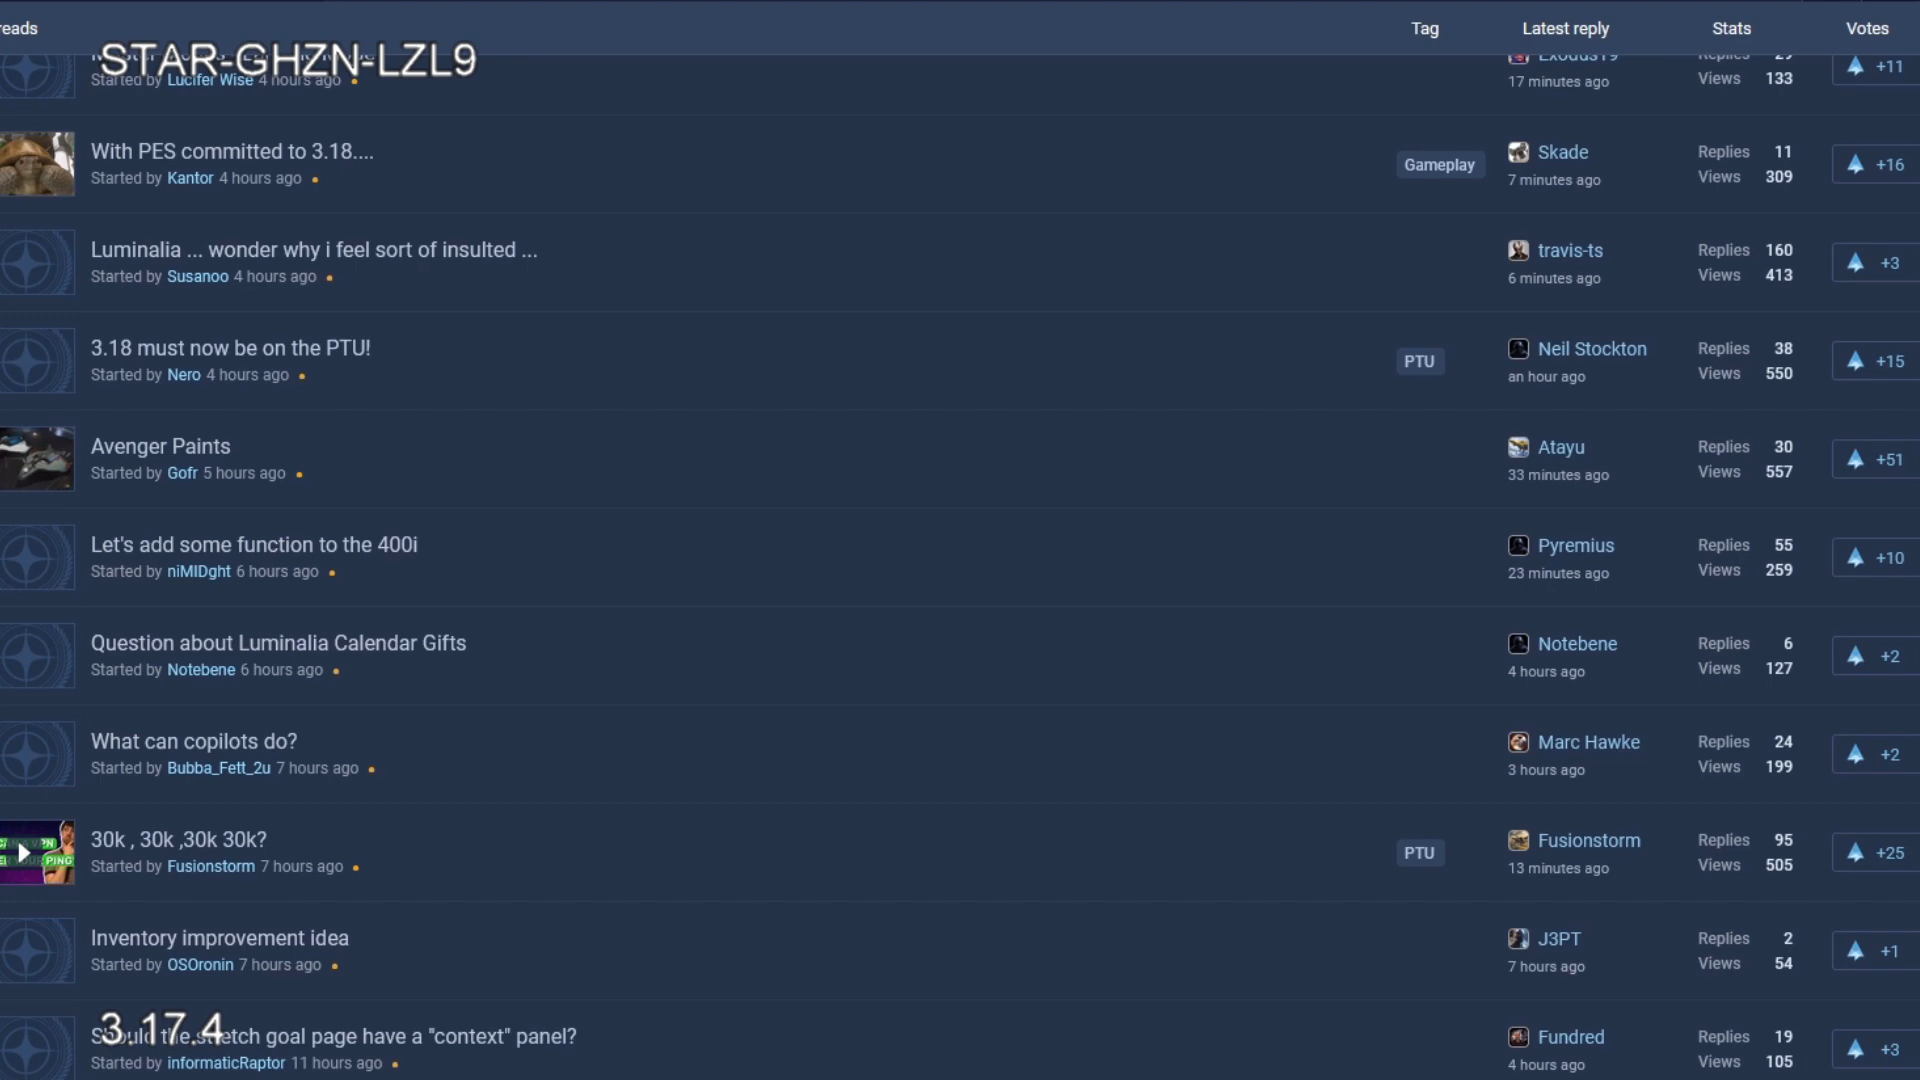 reads Tag Latest reply Stats Votes
STAR-GHZN-LZL9
Exodus19 Replies 29
Started by Lucifer Wise 4 hours ago 17 minutes ago Views 133 +11
With PES committed to 3.18.... Skade Replies 11
Started by Kantor 4 hours ago Gameplay 7 minutes ago Views 309 +16
Luminalia ... wonder why i feel sort of insulted ... travis-ts Replies 160
Started by Susanoo 4 hours ago 6 minutes ago Views 413 +3
3.18 must now be on the PTU! Neil Stockton Replies 38
Started by Nero 4 hours ago PTU an hour ago Views 550 +15
Avenger Paints Atayu Replies 30
Started by Gofr 5 hours ago 33 minutes ago Views 557 +51
Let's add some function to the 400i Pyremius Replies 55
Started by niMIDght 6 hours ago 23 minutes ago Views 259 +10
Question about Luminalia Calendar Gifts Notebene Replies 6
Started by Notebene 6 hours ago 4 hours ago Views 127 +2
What can copilots do? Marc Hawke Replies 24
Started by Bubba_Fett_2u 7 hours ago 3 hours ago Views 199 +2
30k , 30k ,30k 30k? Fusionstorm Replies 95
Started by Fusionstorm 7 hours ago PTU 13 minutes ago Views 505 +25
VPN
YOUR PING
Inventory improvement idea J3PT Replies 2
Started by OSOronin 7 hours ago 7 hours ago Views 54 +1
3.17.4
Should the stretch goal page have a "context" panel? Fundred Replies 19
Started by informaticRaptor 11 hours ago 4 hours ago Views 105 +3